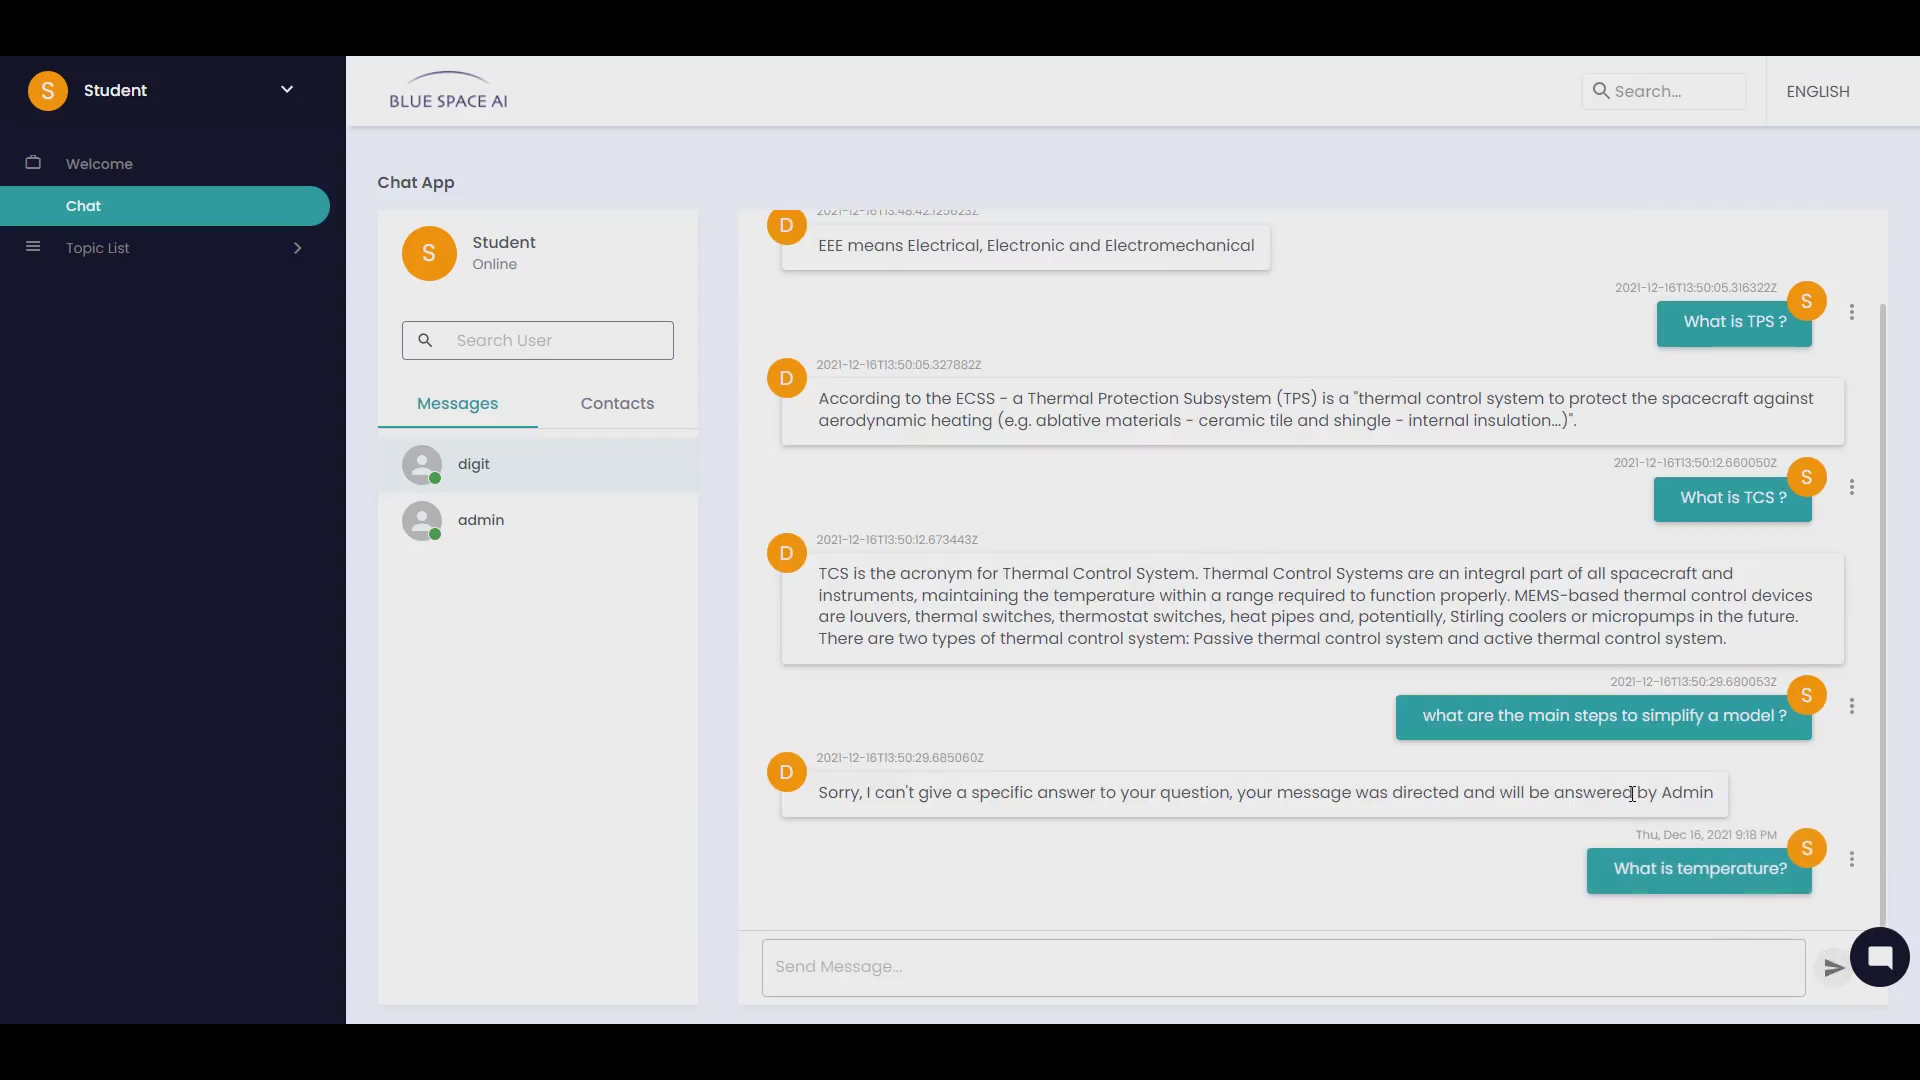 S
Student
BLUE SPACE AI
Search...
ENGLISH
Welcome
Chat
Topic List
Chat App
S
Student
Online
Search User
Messages
Contacts
digit
admin
2021-12-16T13:48:42.125623Z
D
EEE means Electrical, Electronic and Electromechanical
2021-12-16T13:50:05.316322Z
S
What is TPS ?
2021-12-16T13:50:05.327882Z
D
According to the ECSS - a Thermal Protection Subsystem (TPS) is a "thermal control system to protect the spacecraft against
aerodynamic heating (e.g. ablative materials - ceramic tile and shingle - internal insulation...)".
2021-12-16T13:50:12.660050Z
S
What is TCS ?
2021-12-16T13:50:12.673443Z
D
TCS is the acronym for Thermal Control System. Thermal Control Systems are an integral part of all spacecraft and
instruments, maintaining the temperature within a range required to function properly. MEMS-based thermal control devices
are louvers, thermal switches, thermostat switches, heat pipes and, potentially, Stirling coolers or micropumps in the future.
There are two types of thermal control system: Passive thermal control system and active thermal control system.
2021-12-16T13:50:29.680053Z
S
what are the main steps to simplify a model ?
2021-12-16T13:50:29.685060Z
D
Sorry, I can't give a specific answer to your question, your message was directed and will be answered by Admin
Thu, Dec 16, 2021 9:18 PM
S
What is temperature?
Send Message...